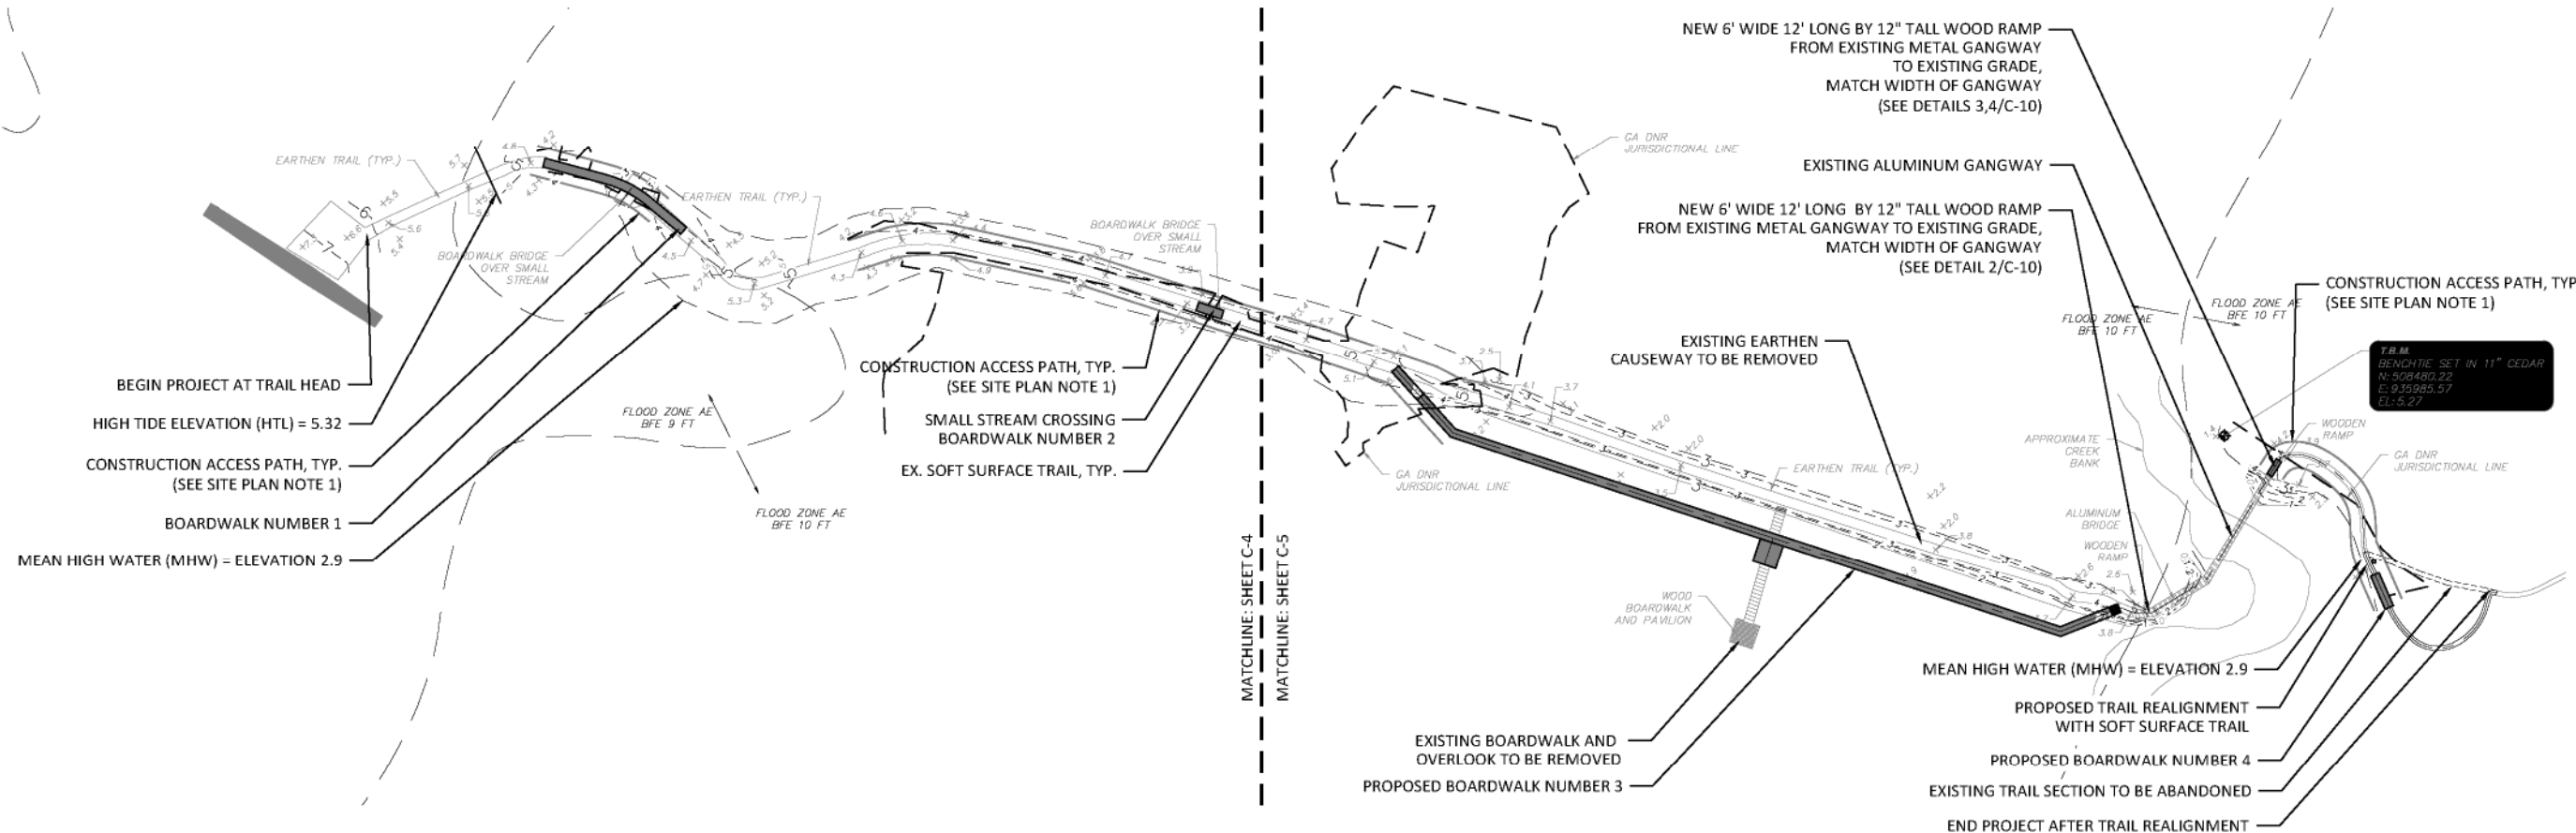 NEW 6' WIDE 12' LONG BY 12" TALL WOOD RAMP
FROM EXISTING METAL GANGWAY
TO EXISTING GRADE,
MATCH WIDTH OF GANGWAY
(SEE DETAILS 3,4/C-10)
EXISTING ALUMINUM GANGWAY
NEW 6' WIDE 12' LONG BY 12" TALL WOOD RAMP
FROM EXISTING METAL GANGWAY TO EXISTING GRADE,
MATCH WIDTH OF GANGWAY
(SEE DETAIL 2/C-10)
GA DNR
JURISDICTIONAL LINE
EARTHEN TRAIL (TYP.)
EARTHEN TRAIL (TYP.)
BOARDWALK BRIDGE
OVER SMALL
STREAM
BOARDWALK BRIDGE
OVER SMALL
STREAM
CONSTRUCTION ACCESS PATH, TYP
(SEE SITE PLAN NOTE 1)
FLOOD ZONE AE
BFE 10 FT
FLOOD ZONE AE
BFE 10 FT
EXISTING EARTHEN
CAUSEWAY TO BE REMOVED
T.B.M.
BENCHTIE SET IN 11" CEDAR
N: 508480.22
E: 935985.57
EL: 5.27
BEGIN PROJECT AT TRAIL HEAD
HIGH TIDE ELEVATION (HTL) = 5.32
CONSTRUCTION ACCESS PATH, TYP.
(SEE SITE PLAN NOTE 1)
BOARDWALK NUMBER 1
MEAN HIGH WATER (MHW) = ELEVATION 2.9
FLOOD ZONE AE
BFE 9 FT
FLOOD ZONE AE
BFE 10 FT
CONSTRUCTION ACCESS PATH, TYP.
(SEE SITE PLAN NOTE 1)
SMALL STREAM CROSSING
BOARDWALK NUMBER 2
EX. SOFT SURFACE TRAIL, TYP.
MATCHLINE: SHEET C-4
MATCHLINE: SHEET C-5
GA DNR
JURISDICTIONAL LINE
EARTHEN TRAIL (TYP.)
APPROXIMATE
CREEK
BANK
WOODEN
RAMP
GA DNR
JURISDICTIONAL LINE
ALUMINUM
BRIDGE
WOODEN
RAMP
WOOD
BOARDWALK
AND PAVILION
EXISTING BOARDWALK AND
OVERLOOK TO BE REMOVED
PROPOSED BOARDWALK NUMBER 3
MEAN HIGH WATER (MHW) = ELEVATION 2.9
PROPOSED TRAIL REALIGNMENT
WITH SOFT SURFACE TRAIL
PROPOSED BOARDWALK NUMBER 4
EXISTING TRAIL SECTION TO BE ABANDONED
END PROJECT AFTER TRAIL REALIGNMENT